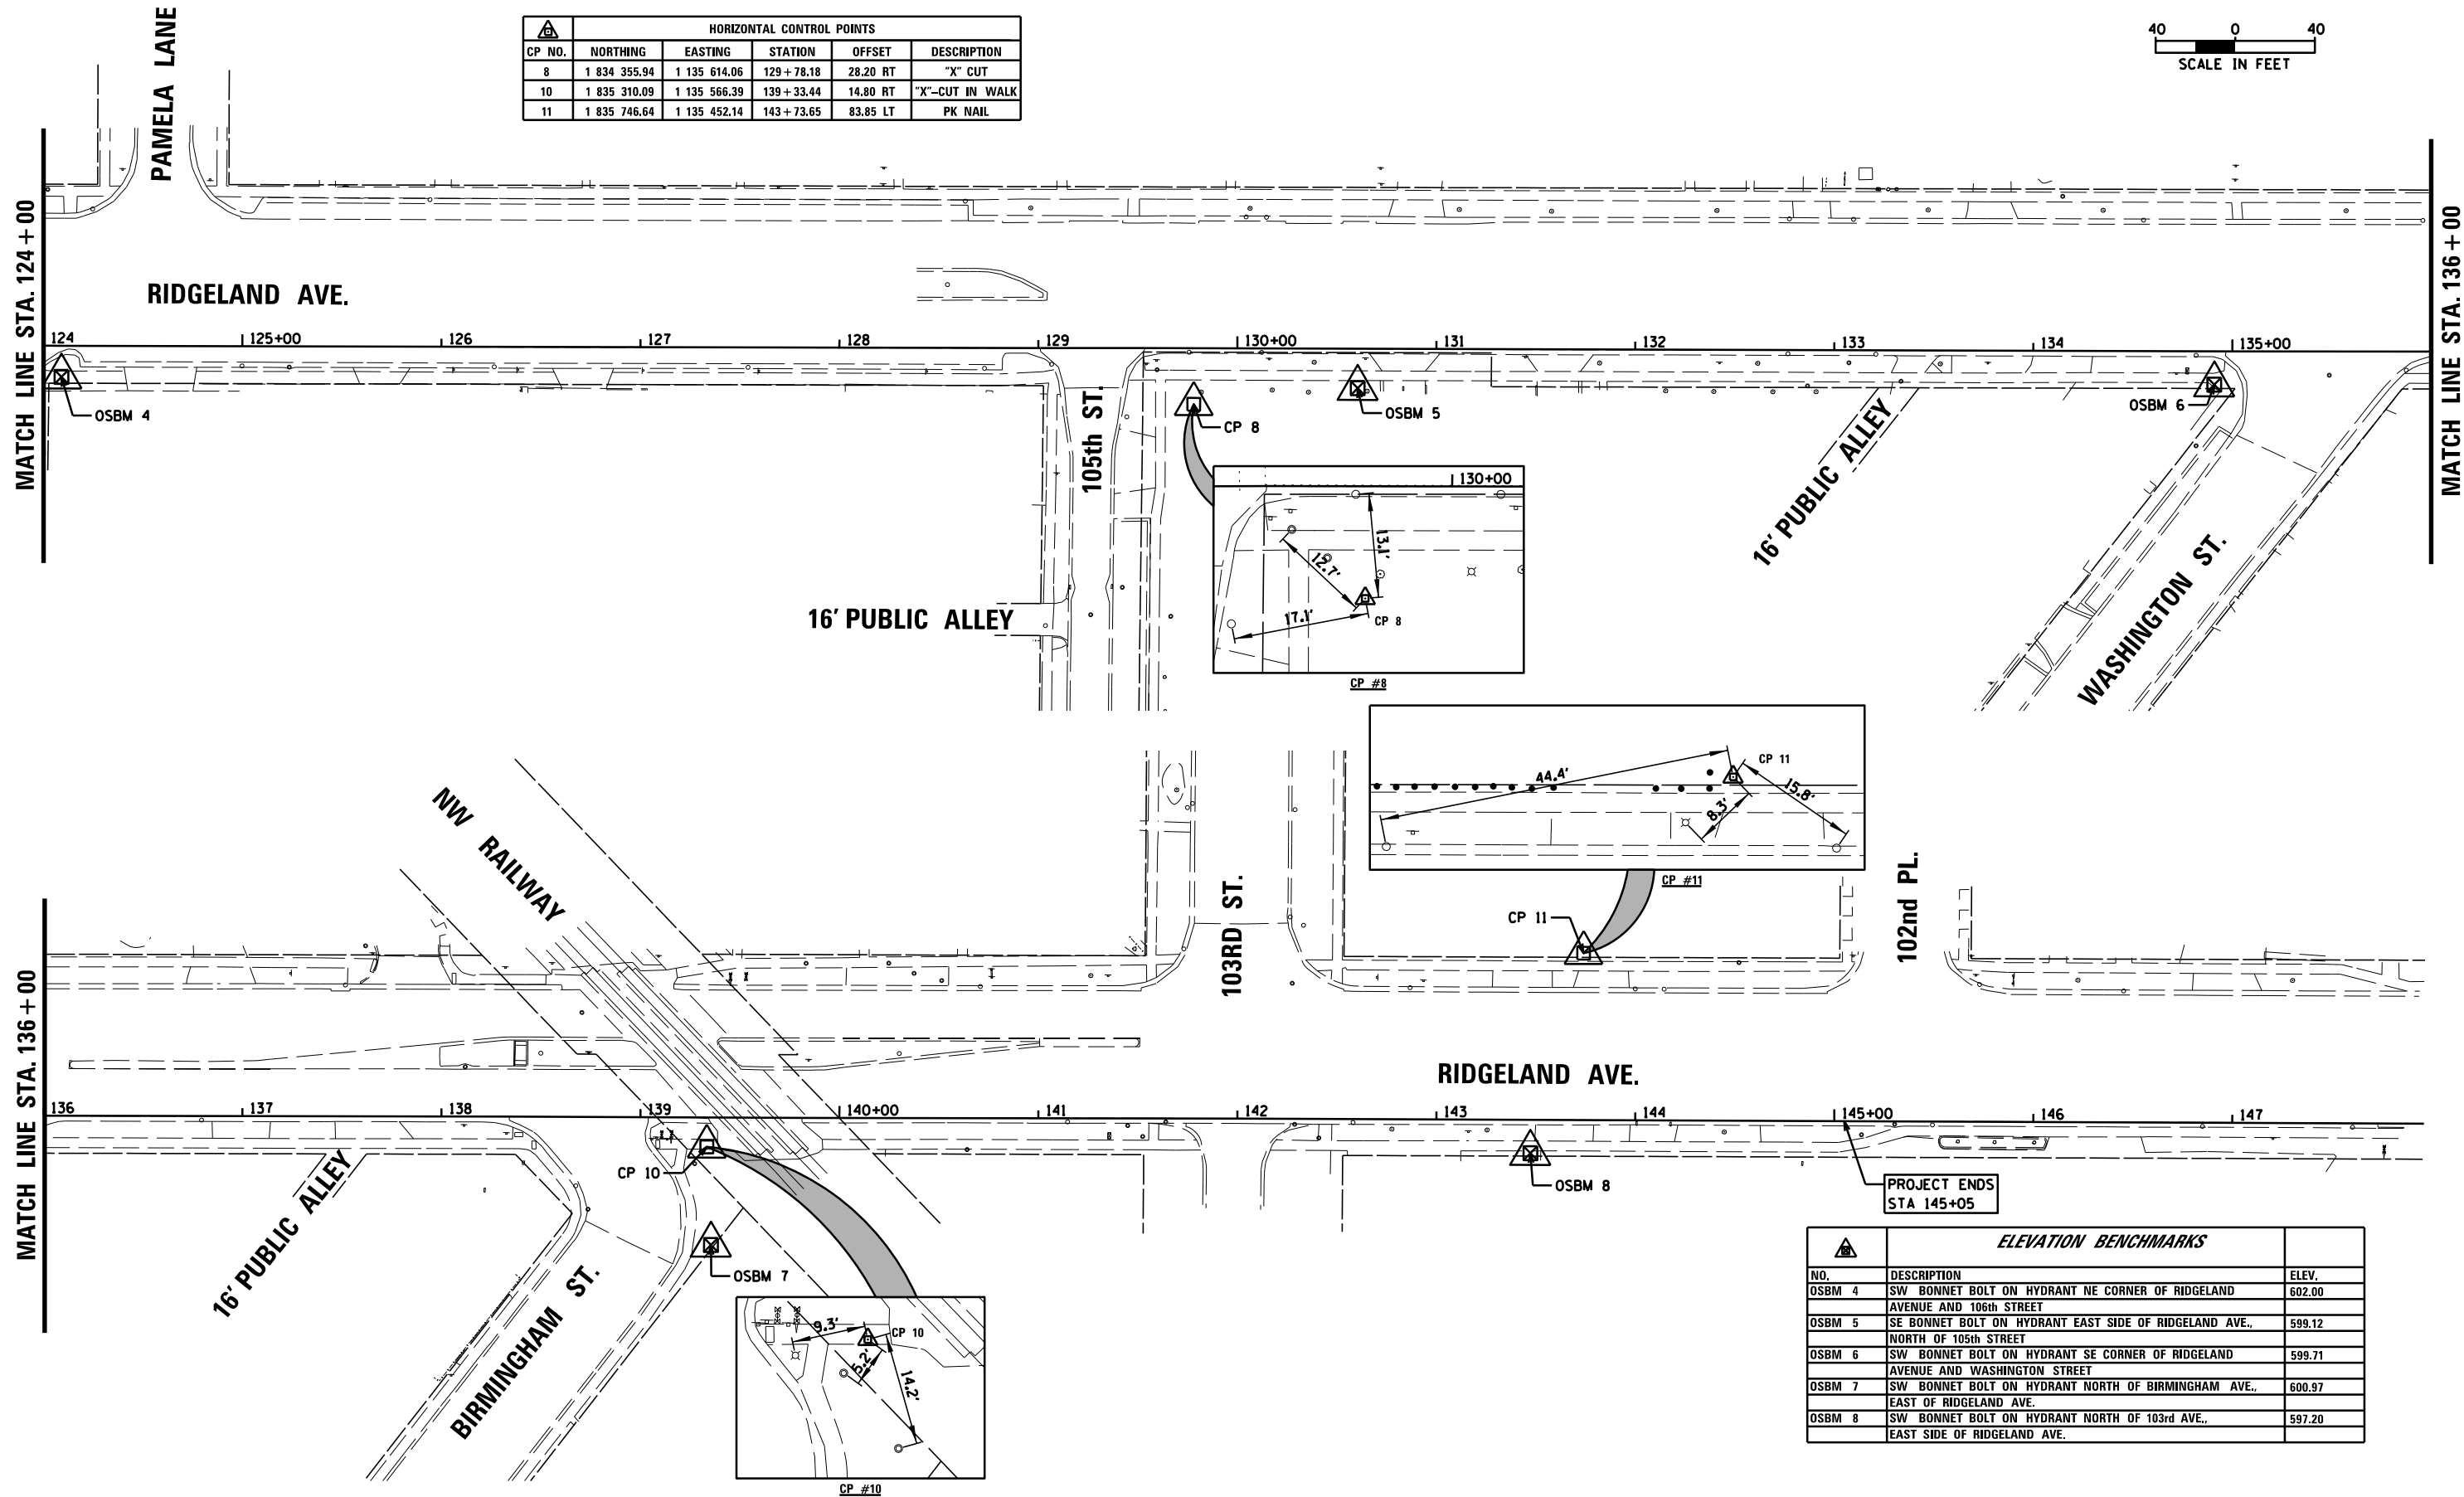 HORIZONTAL CONTROL POINTS
CP NO. NORTHING EASTING STATION OFFSET DESCRIPTION
8 1 834 355.94 1 135 614.06 129+78.18 28.20 RT "X" CUT
10 1 835 310.09 1 135 566.39 139+33.44 14.80 RT "X"-CUT IN WALK
11 1 835 746.64 1 135 452.14 143+73.65 83.85 LT PK NAIL
40 0 40
SCALE IN FEET
PAMELA LANE
MATCH LINE STA. 124+00
RIDGELAND AVE.
MATCH LINE STA. 136+00
124 125+00 126 127 128 129 130+00 131 132 133 134 135+00
OSBM 4
105th ST.
CP 8
OSBM 5
OSBM 6
16' PUBLIC ALLEY
130+00
13.1'
12.7'
17.1'
CP 8
CP #8
16' PUBLIC ALLEY
WASHINGTON ST.
NW RAILWAY
CP 11
44.4'
15.8'
8.3'
CP #11
103RD ST.
CP 11
102nd PL.
MATCH LINE STA. 136+00
RIDGELAND AVE.
136 137 138 139 140+00 141 142 143 144 145+00 146 147
CP 10
OSBM 8
PROJECT ENDS
STA 145+05
16' PUBLIC ALLEY
OSBM 7
BIRMINGHAM ST.
9.3'
CP 10
5.2'
14.2'
CP #10
ELEVATION BENCHMARKS
NO. DESCRIPTION ELEV.
OSBM 4 SW BONNET BOLT ON HYDRANT NE CORNER OF RIDGELAND 602.00
AVENUE AND 106th STREET
OSBM 5 SE BONNET BOLT ON HYDRANT EAST SIDE OF RIDGELAND AVE., 599.12
NORTH OF 105th STREET
OSBM 6 SW BONNET BOLT ON HYDRANT SE CORNER OF RIDGELAND 599.71
AVENUE AND WASHINGTON STREET
OSBM 7 SW BONNET BOLT ON HYDRANT NORTH OF BIRMINGHAM AVE., 600.97
EAST OF RIDGELAND AVE.
OSBM 8 SW BONNET BOLT ON HYDRANT NORTH OF 103rd AVE., 597.20
EAST SIDE OF RIDGELAND AVE.